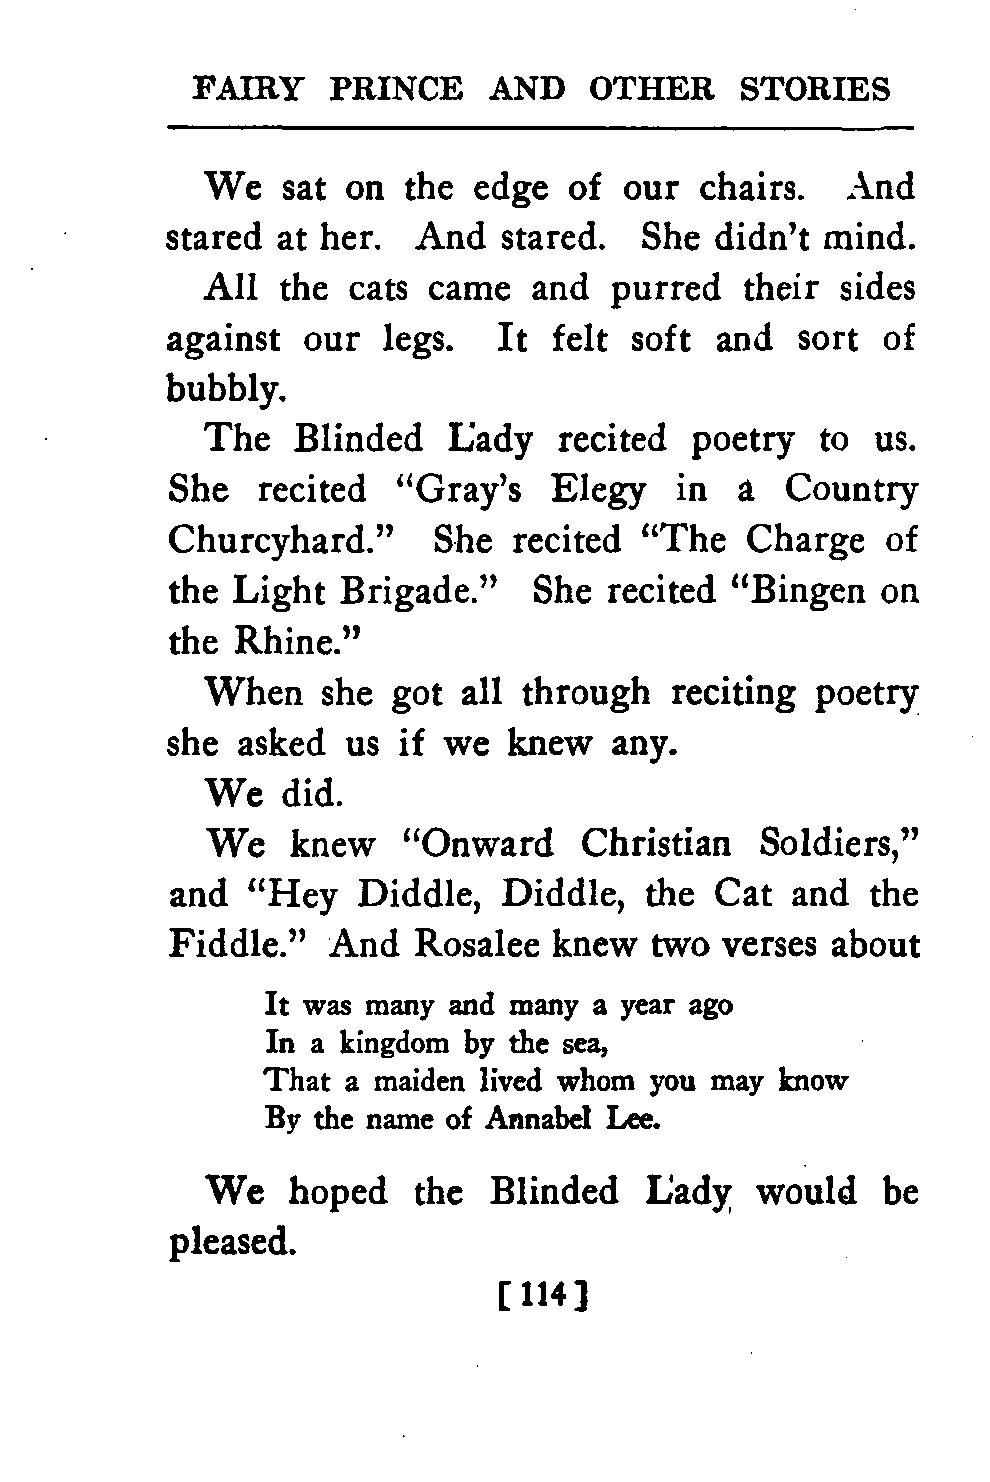 FAIRY PRINCE AND OTHER STORIES
We sat on the edge of our chairs. And
stared at her. And stared. She didn't mind.
All the cats came and purred their sides
against our legs. It felt soft and sort of
bubbly.
The Blinded Lady recited poetry to us.
She recited “Gray's Elegy in a Country
Churcyhard.” She recited “The Charge of
the Light Brigade.” She recited “Bingen on
the Rhine.”
When she got all through reciting poetry
she asked us if we knew any.
We did.
We knew “Onward Christian Soldiers,”
and “Hey Diddle, Diddle, the Cat and the
Fiddle.” And Rosalee knew two verses about
It was many and many a year ago
In a kingdom by the sea,
That a maiden lived whom you may know
By the name of Annabel Lee.
We hoped the Blinded Lady would be
pleased.
[ 114 ]